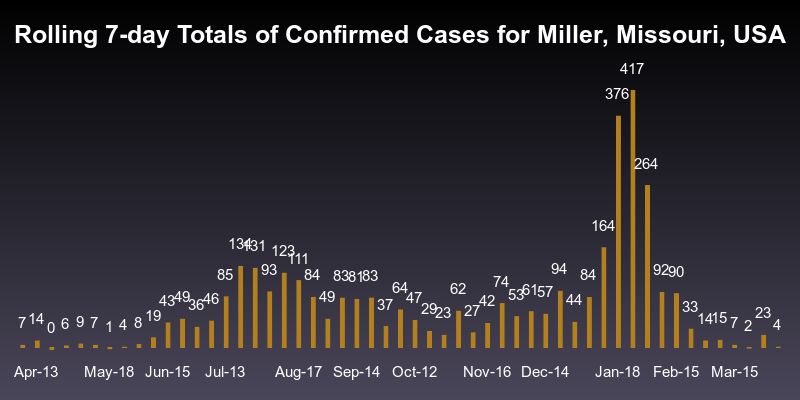 Rolling 7-day Totals of Confirmed Cases for Miller, Missouri, USA
7 14 0 6 9 7 1 4 8 19 43 49 36 46 85 134 131 93 123 111 84 49 83 81 83 37 64 47 29 23 62 27 42 74 53 61 57 94 44 84 164 376 417 264 92 90 33 14 15 7 2 23 4
Apr-13 May-18 Jun-15 Jul-13 Aug-17 Sep-14 Oct-12 Nov-16 Dec-14 Jan-18 Feb-15 Mar-15